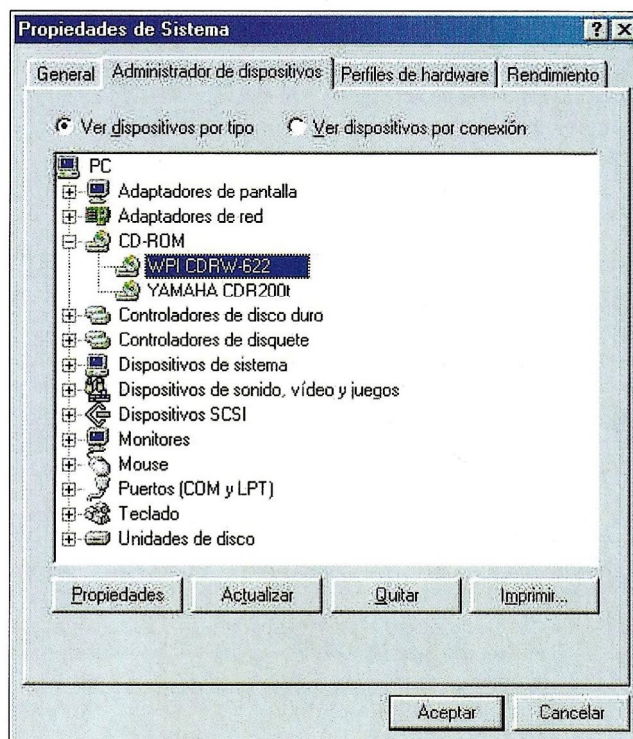 Propiedades de Sistema
General Administrador de dispositivos Perfiles de hardware Rendimiento
Ver dispositivos por tipo Ver dispositivos por conexión
PC
Adaptadores de pantalla
Adaptadores de red
CD-ROM
WPI CDRW-622
YAMAHA CDR200t
Controladores de disco duro
Controladores de disquete
Dispositivos de sistema
Dispositivos de sonido, vídeo y juegos
Dispositivos SCSI
Monitores
Mouse
Puertos (COM y LPT)
Teclado
Unidades de disco
Propiedades Actualizar Quitar Imprimir...
Aceptar Cancelar